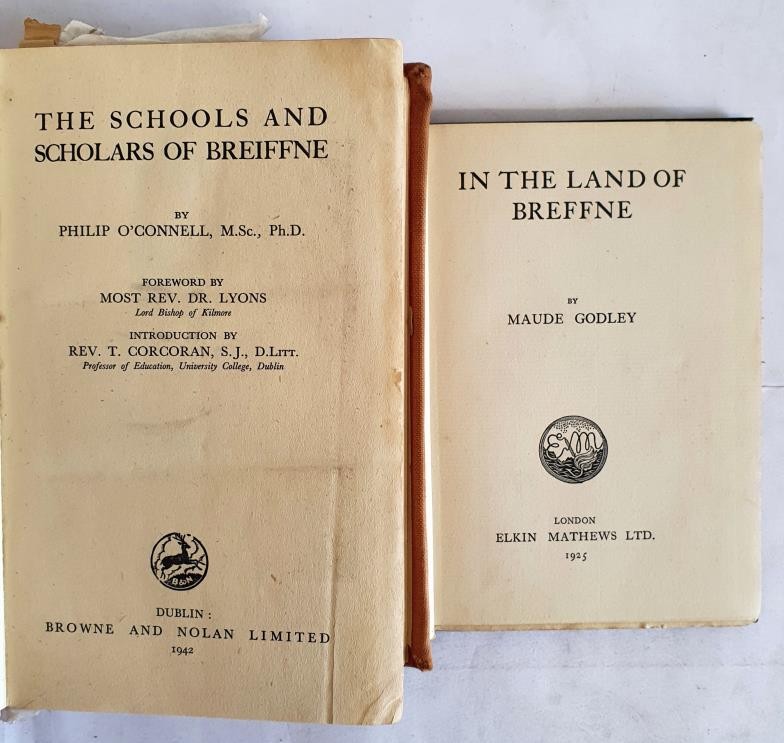 THE SCHOOLS AND
SCHOLARS OF BREIFFNE
BY
PHILIP O'CONNELL, M.Sc., Ph.D.
FOREWORD BY
MOST REV. DR. LYONS
Lord Bishop of Kilmore
INTRODUCTION BY
REV. T. CORCORAN, S.J., D.LITT.
Professor of Education, University College, Dublin
B&N
DUBLIN :
BROWNE AND NOLAN LIMITED
1942
IN THE LAND OF
BREFFNE
BY
MAUDE GODLEY
E M
LONDON
ELKIN MATHEWS LTD.
1925